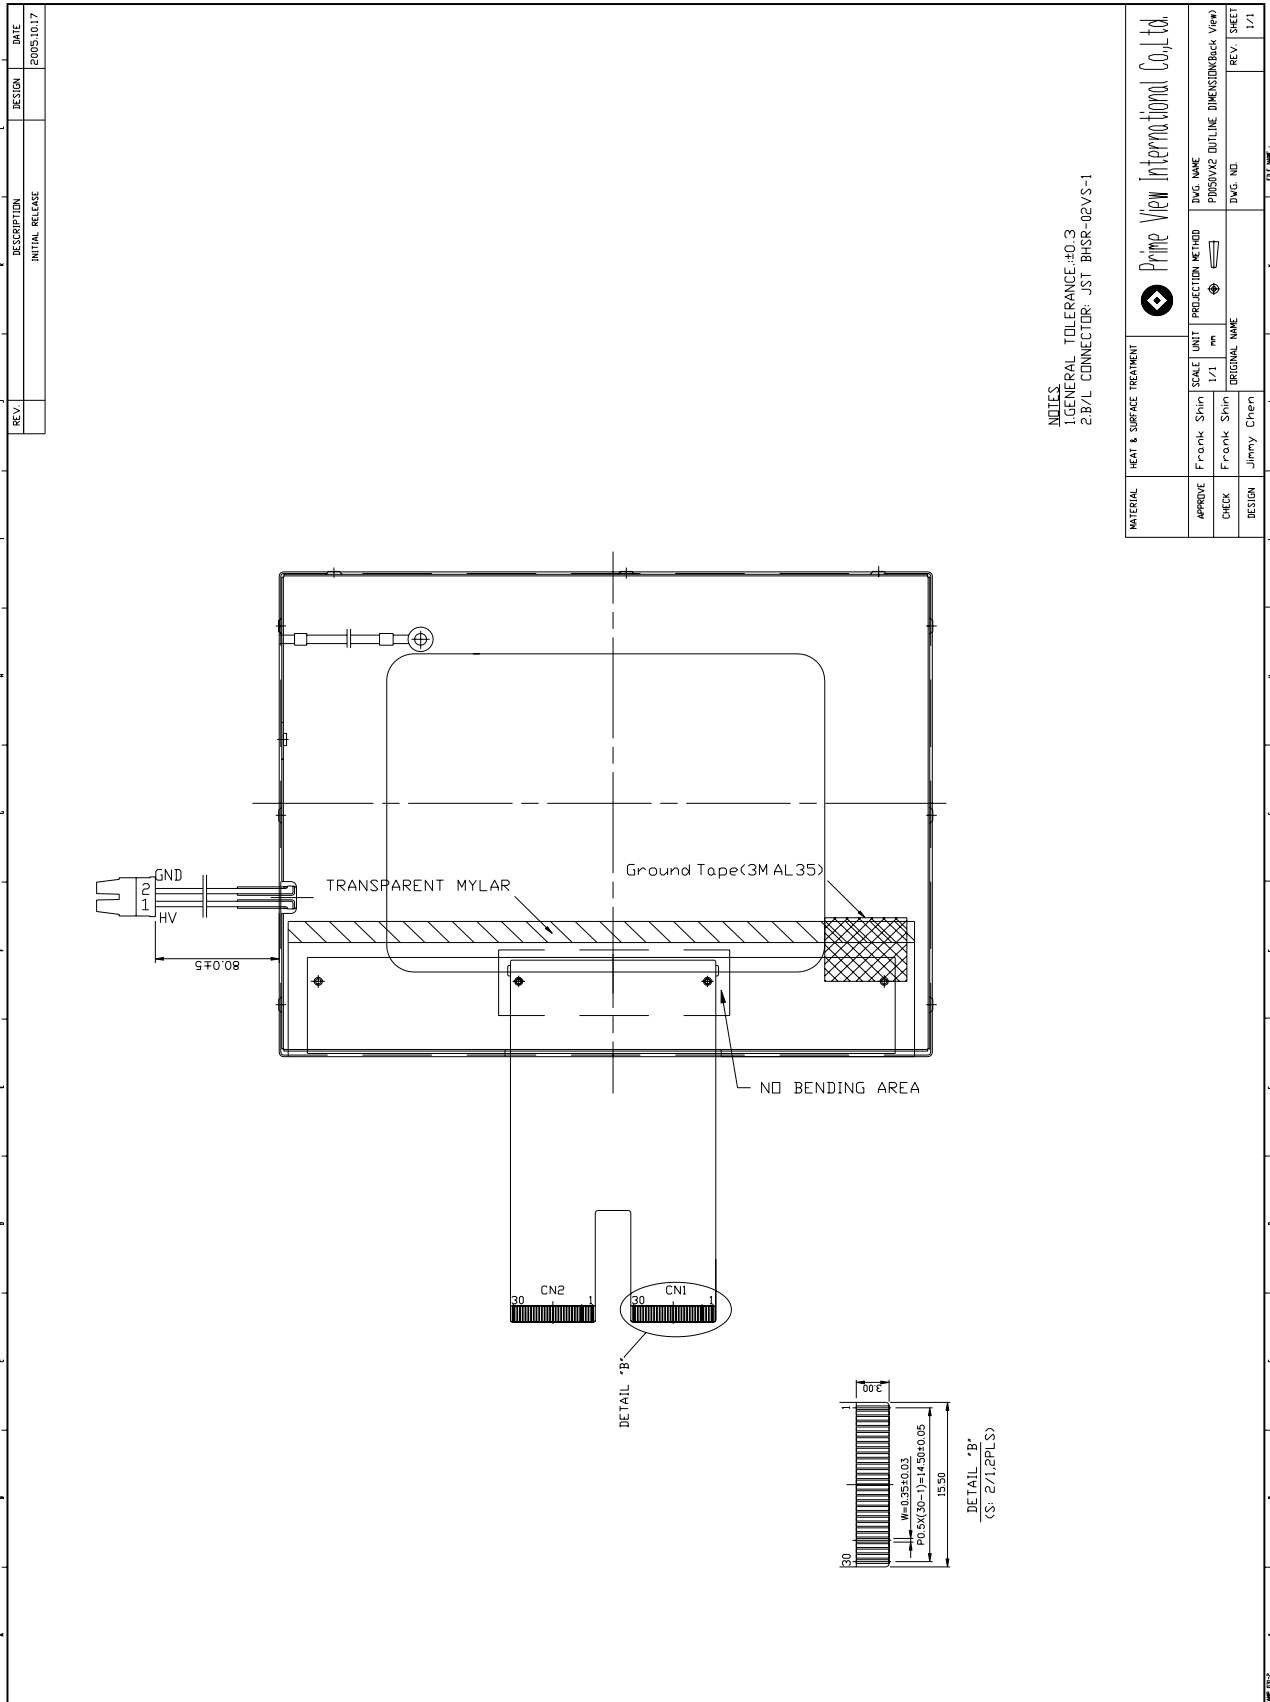 REV.
DESCRIPTION
DESIGN
DATE
INITIAL RELEASE
2005.10.17
NOTES
1.GENERAL TOLERANCE.:±0.3
2.B/L CONNECTOR: JST BHSR-02VS-1
MATERIAL
HEAT & SURFACE TREATMENT
Prime View International Co.,Ltd.
APPROVE
Frank Shin
SCALE
1/1
UNIT
mm
PROJECTION METHOD
DWG. NAME
PD050VX2 OUTLINE DIMENSION(Back View)
CHECK
Frank Shin
DESIGN
Jimmy Chen
ORIGINAL NAME
DWG. NO.
REV.
SHEET
1/1
GND
2
1
HV
80.0±5
TRANSPARENT MYLAR
Ground Tape(3M AL35)
NO BENDING AREA
CN2
30
1
CN1
30
1
DETAIL "B"
3.00
1
30
W=0.35±0.03
P0.5X(30-1)=14.50±0.05
15.50
DETAIL "B"
(S: 2/1,2PLS)